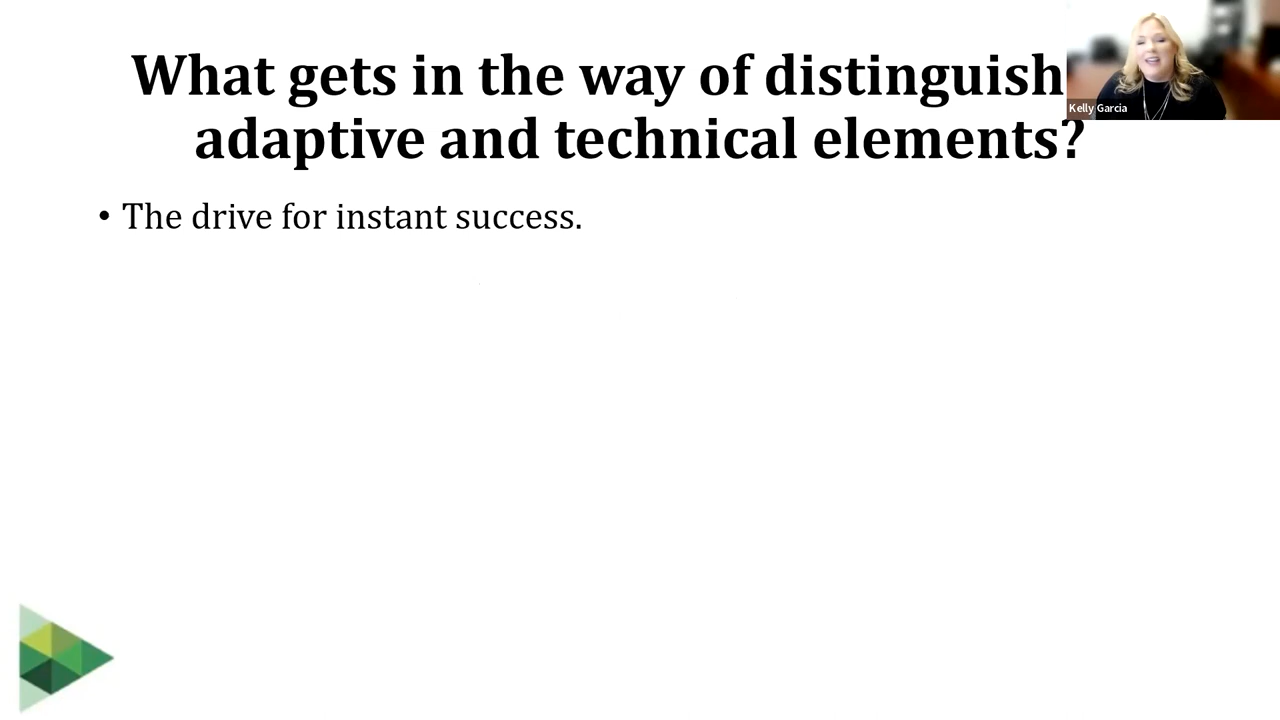 What gets in the way of distinguish
adaptive and technical elements?
• The drive for instant success.
Kelly Garcia